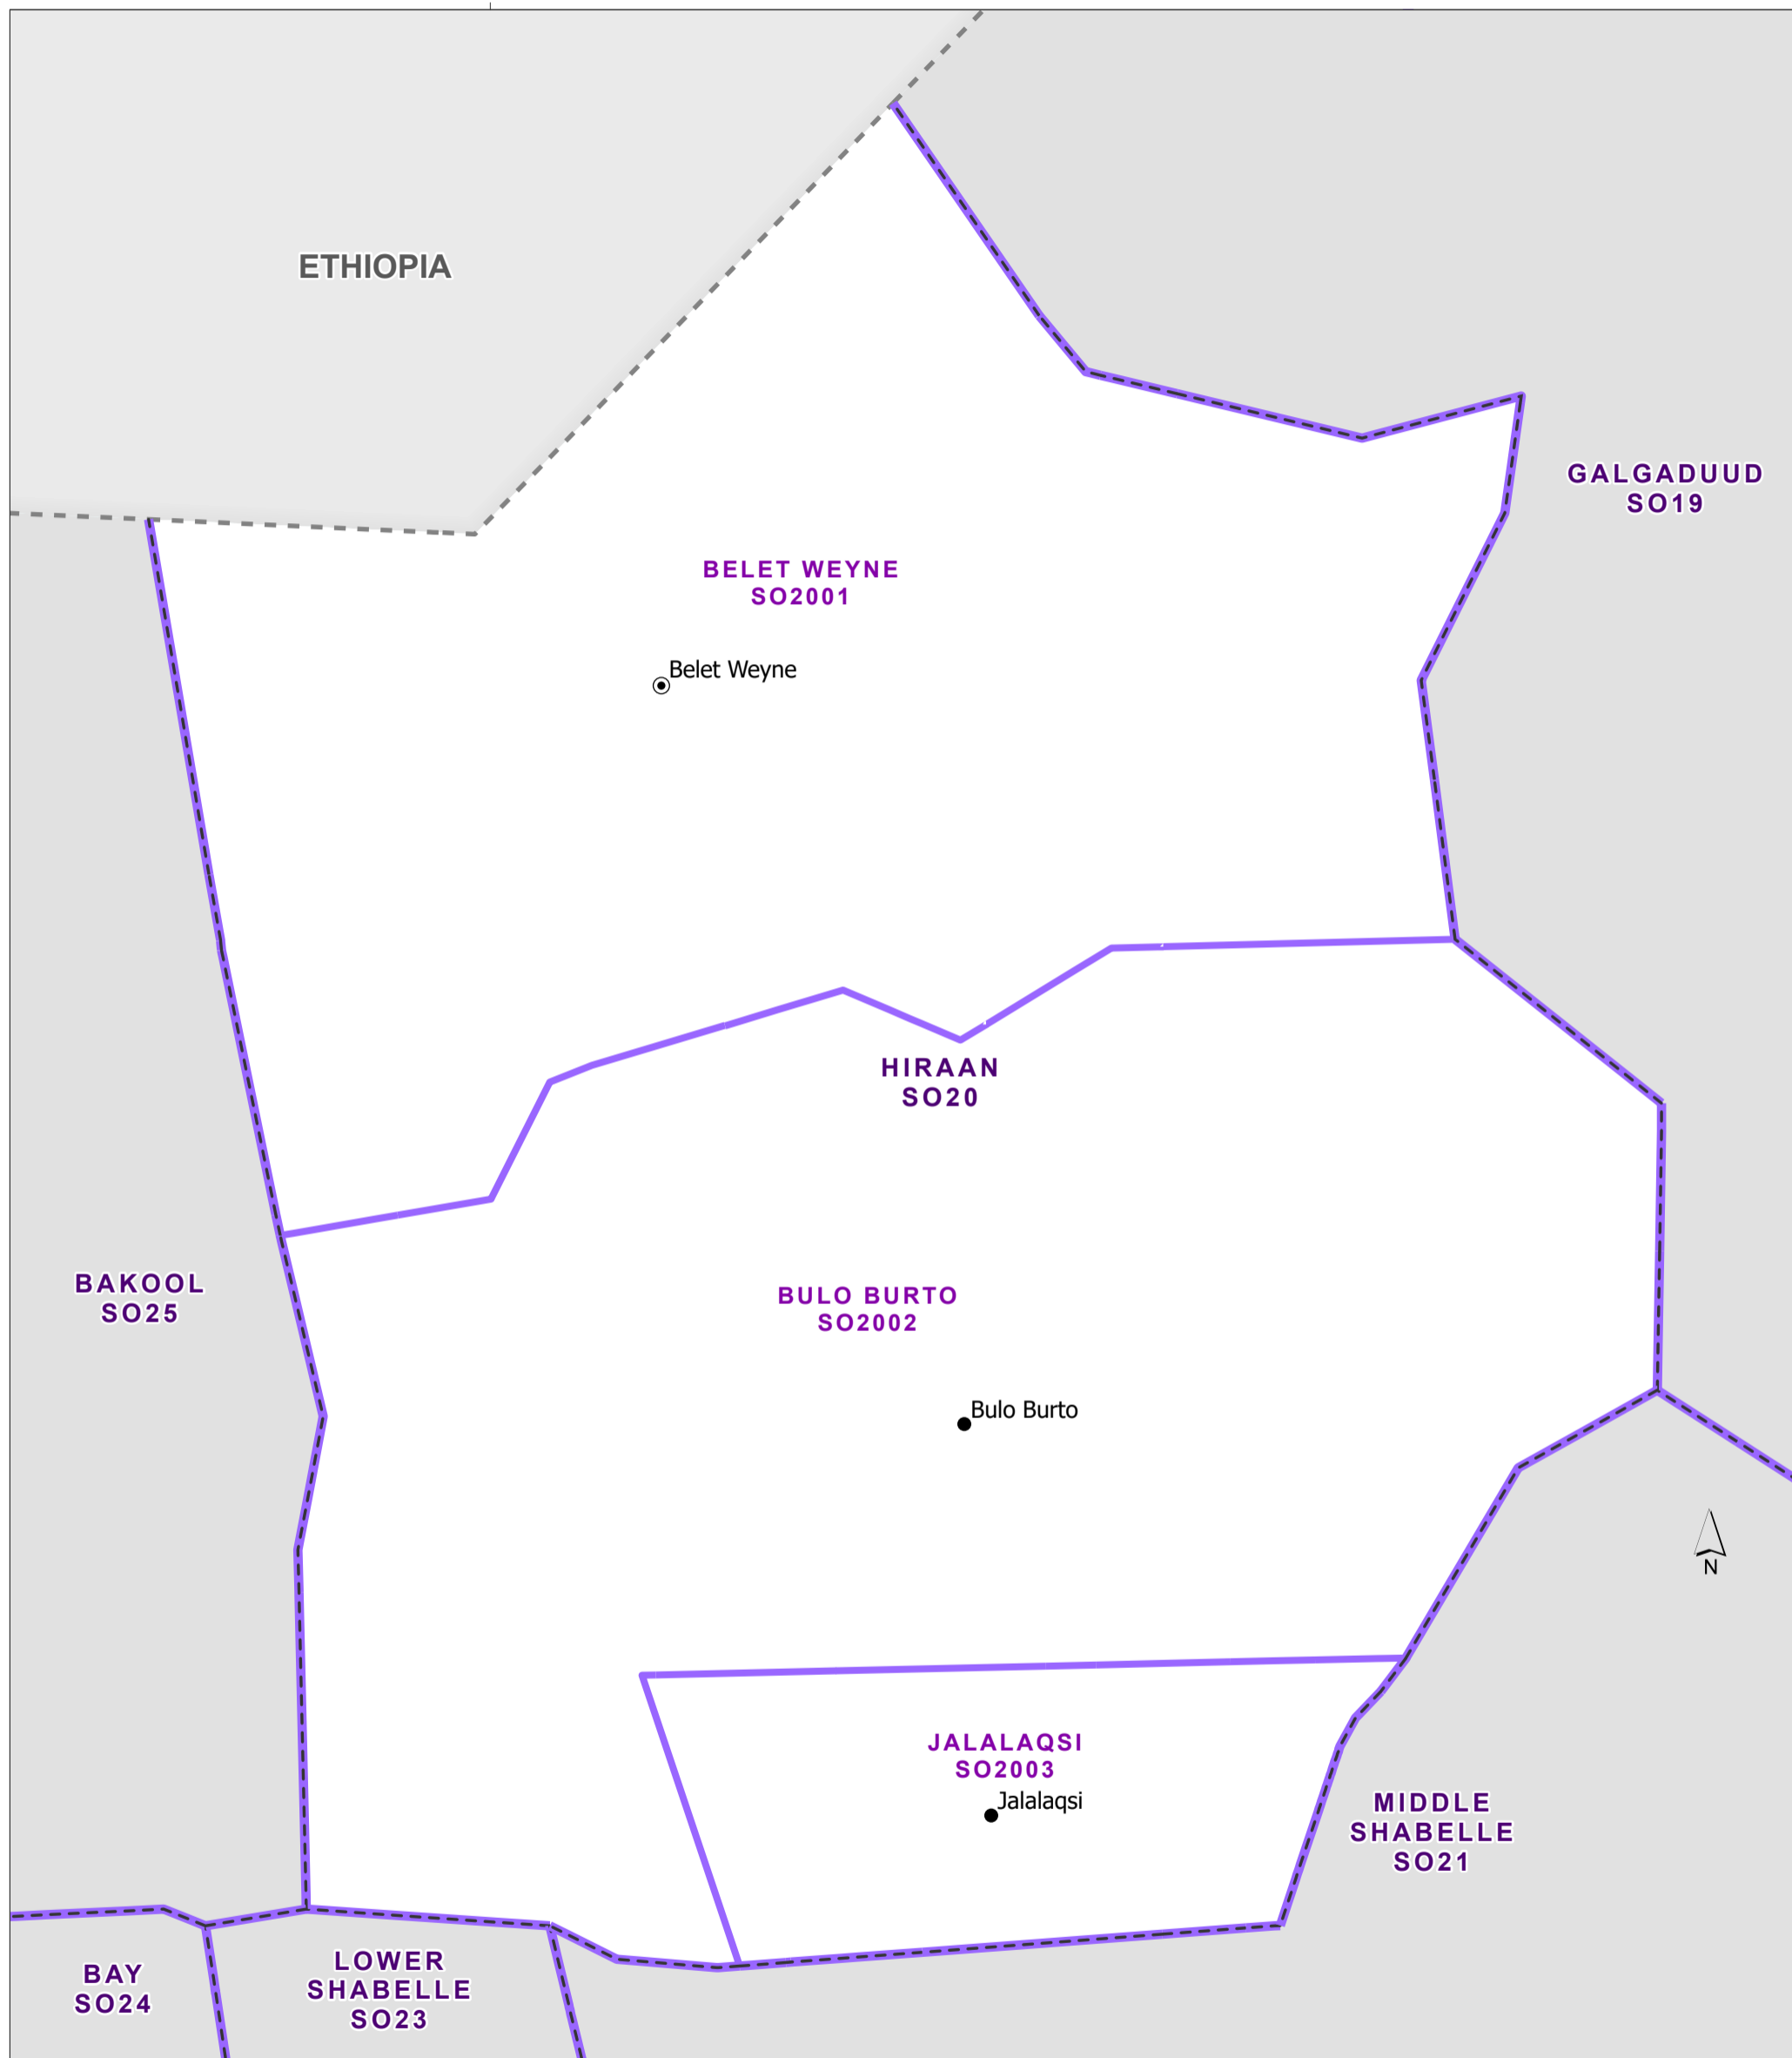 ETHIOPIA
GALGADUUD
SO19
BELET WEYNE
SO2001
Belet Weyne
HIRAAN
SO20
BAKOOL
SO25
BULO BURTO
SO2002
Bulo Burto
N
JALALAQSI
SO2003
Jalalaqsi
MIDDLE
SHABELLE
SO21
LOWER
SHABELLE
SO23
BAY
SO24